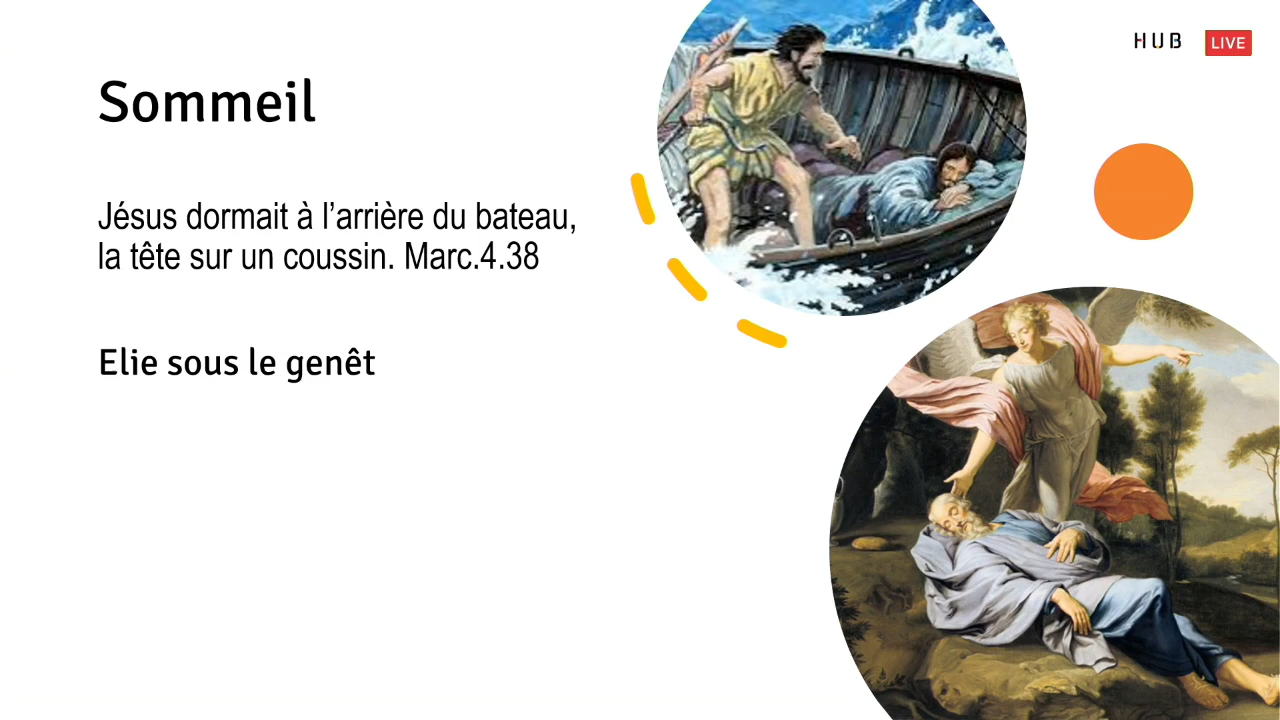 HUB LIVE
Sommeil
Jésus dormait à l’arrière du bateau,
la tête sur un coussin. Marc.4.38
Elie sous le genêt